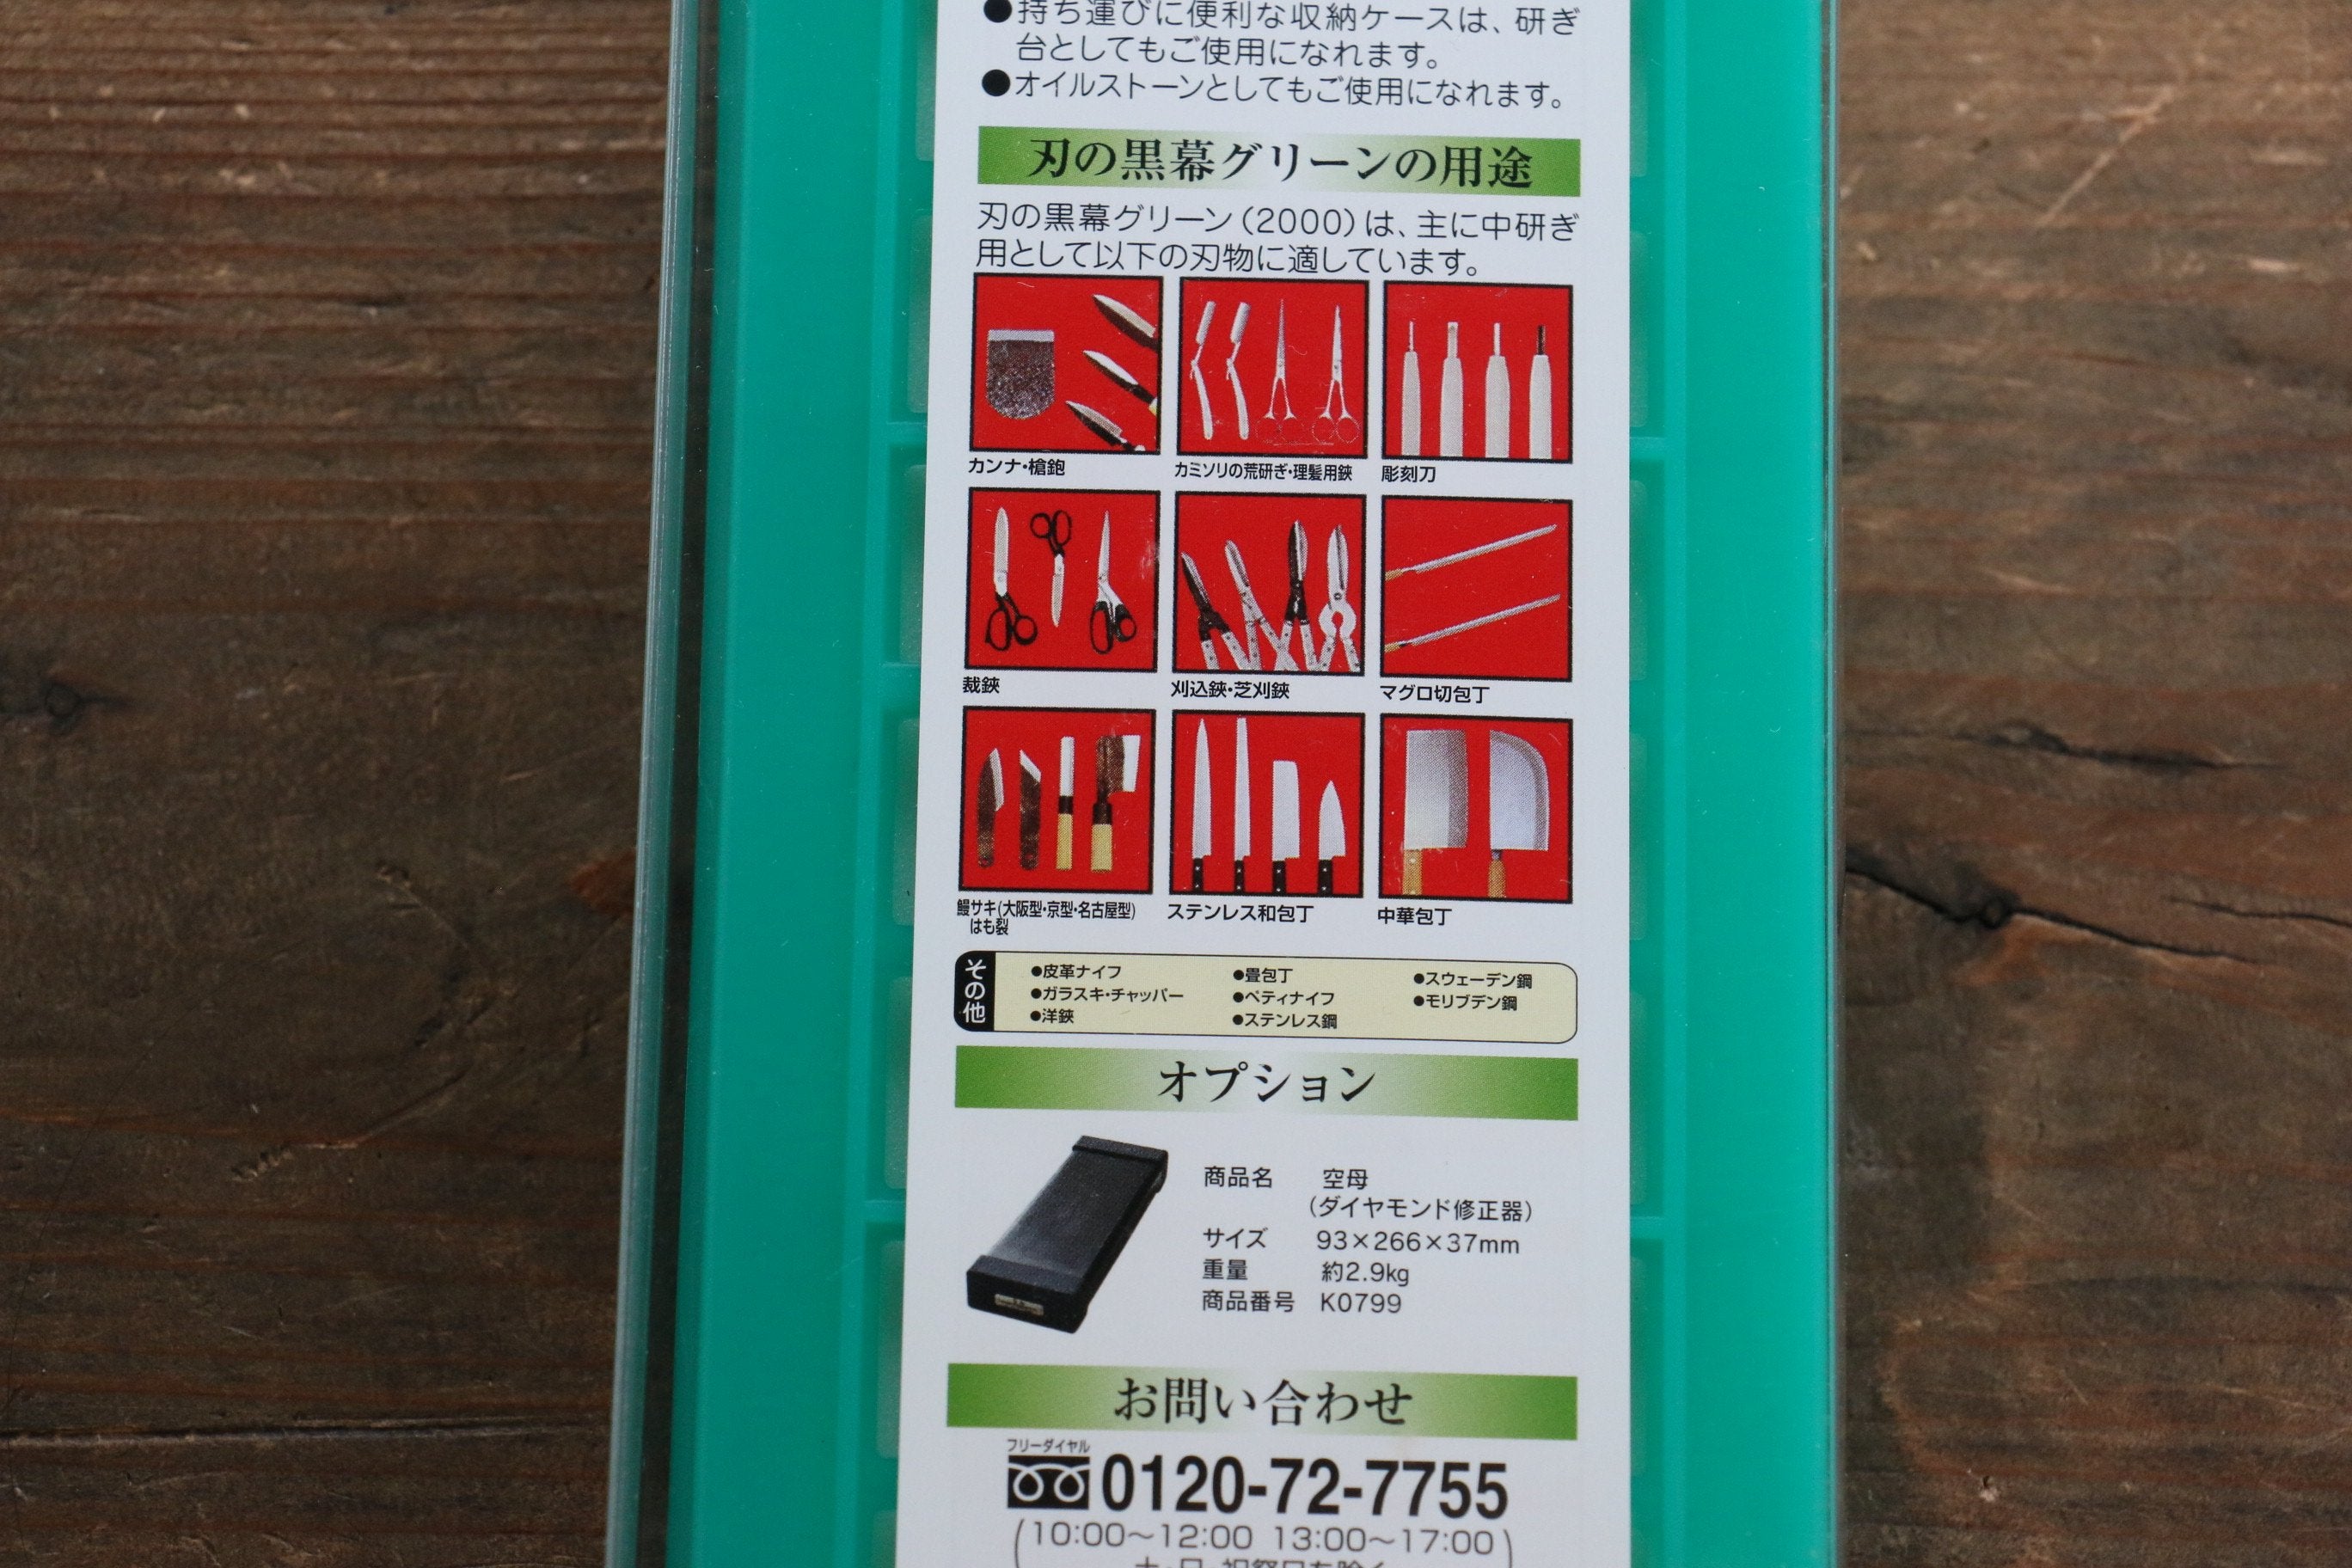 ●持ち運びに便利な収納ケースは、研ぎ
台としてもご使用になれます。
●オイルストーンとしてもご使用になれます。
刃の黒幕グリーンの用途
刃の黒幕グリーン(2000)は、主に中研ぎ
用として以下の刃物に適しています。
カンナ・槍鉋
カミソリの荒研ぎ・理髪用鋏
彫刻刀
裁鋏
刈込鋏・芝刈鋏
マグロ切包丁
鰻サキ(大阪型・京型・名古屋型)
はも裂
ステンレス和包丁
中華包丁
その他
●皮革ナイフ
●ガラスキ・チャッパー
●洋鋏
●畳包丁
●ペティナイフ
●ステンレス鋼
●スウェーデン鋼
●モリブデン鋼
オプション
商品名 空母
(ダイヤモンド修正器)
サイズ 93×266×37mm
重量 約2.9kg
商品番号 K0799
お問い合わせ
フリーダイヤル
0120-72-7755
(10:00〜12:00 13:00〜17:00)
土・日・祝祭日を除く